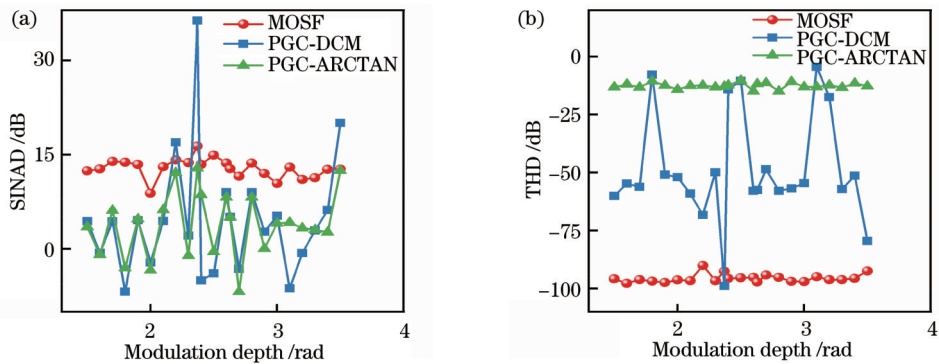 (a)
MOSF
PGC-DCM
PGC-ARCTAN
SINAD /dB
30
15
0
2
3
4
Modulation depth /rad
(b)
MOSF
PGC-DCM
PGC-ARCTAN
THD /dB
0
−25
−50
−75
−100
2
3
4
Modulation depth /rad